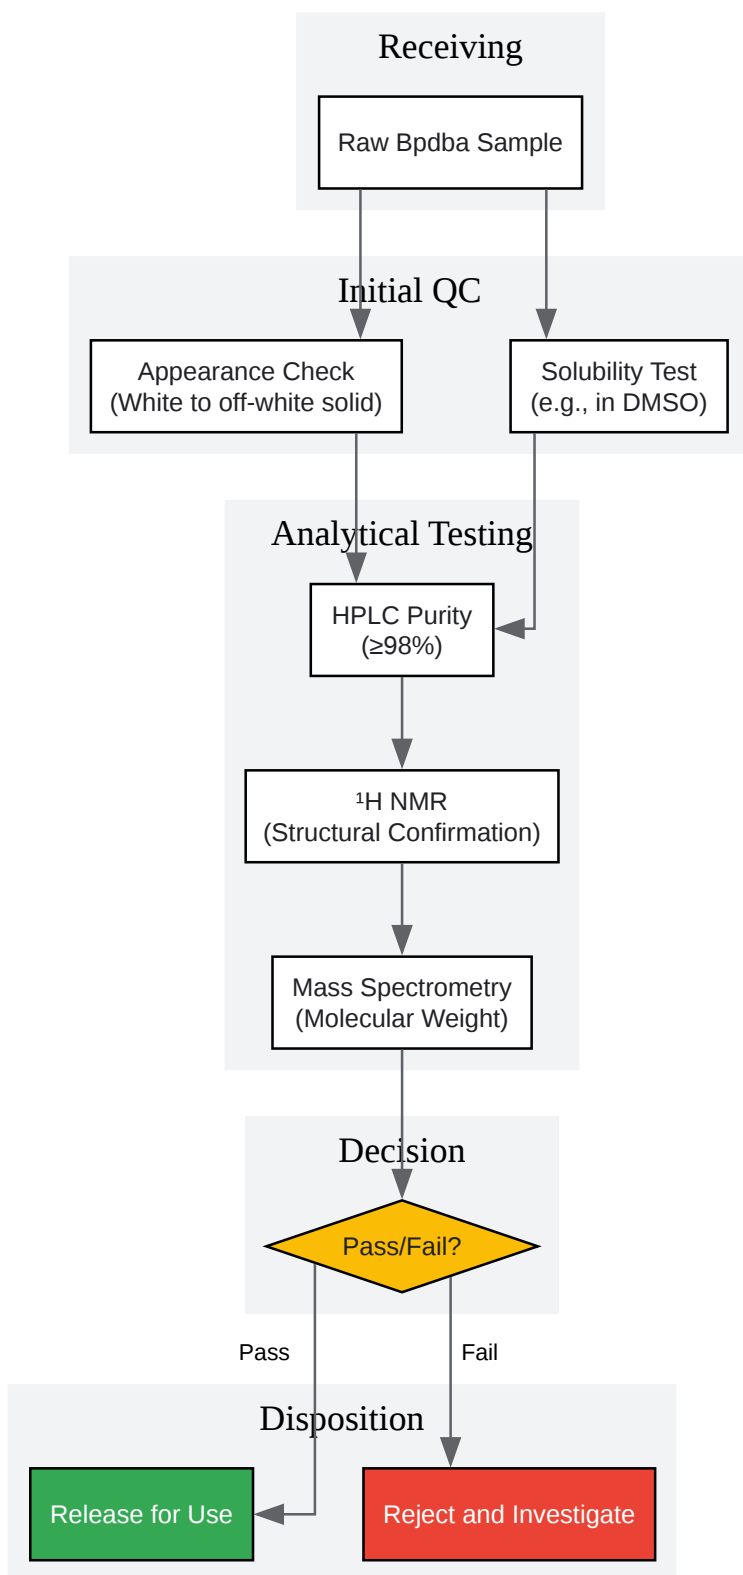 Receiving
Raw Bpdba Sample
Initial QC
Appearance Check
(White to off-white solid)
Solubility Test
(e.g., in DMSO)
Analytical Testing
HPLC Purity
(≥98%)
¹H NMR
(Structural Confirmation)
Mass Spectrometry
(Molecular Weight)
Decision
Pass/Fail?
Pass
Fail
Disposition
Release for Use
Reject and Investigate